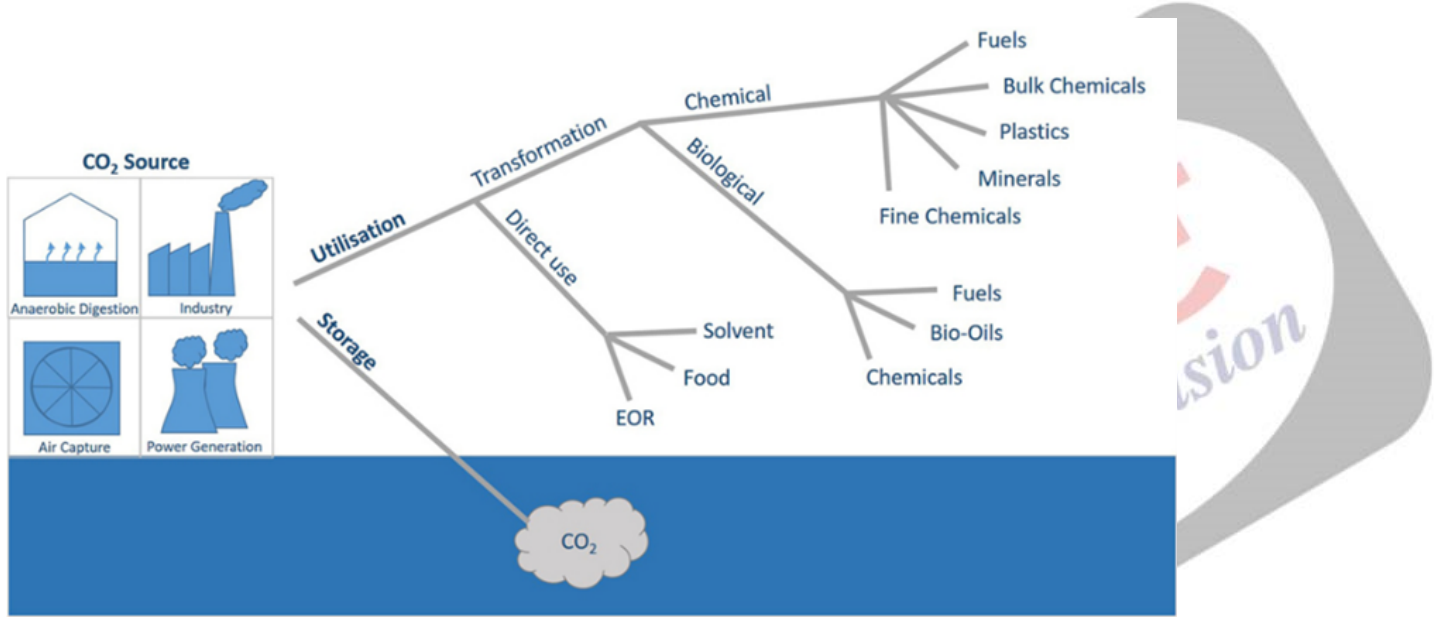 CO₂ Source
Anaerobic Digestion
Industry
Air Capture
Power Generation
Utilisation
Storage
Transformation
Direct use
Chemical
Biological
Fuels
Bulk Chemicals
Plastics
Minerals
Fine Chemicals
Fuels
Bio-Oils
Chemicals
Solvent
Food
EOR
CO₂